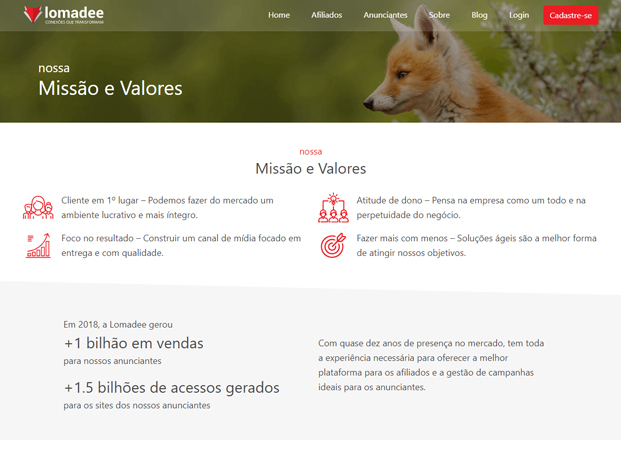 lomadee
CONEXÕES QUE TRANSFORMAM
Home Afiliados Anunciantes Sobre Blog Login Cadastre-se
nossa
Missão e Valores
nossa
Missão e Valores
Cliente em 1º lugar – Podemos fazer do mercado um
ambiente lucrativo e mais íntegro.
Atitude de dono – Pensa na empresa como um todo e na
perpetuidade do negócio.
Foco no resultado – Construir um canal de mídia focado em
entrega e com qualidade.
Fazer mais com menos – Soluções ágeis são a melhor forma
de atingir nossos objetivos.
Em 2018, a Lomadee gerou
+1 bilhão em vendas
para nossos anunciantes
+1.5 bilhões de acessos gerados
para os sites dos nossos anunciantes
Com quase dez anos de presença no mercado, tem toda
a experiência necessária para oferecer a melhor
plataforma para os afiliados e a gestão de campanhas
ideais para os anunciantes.